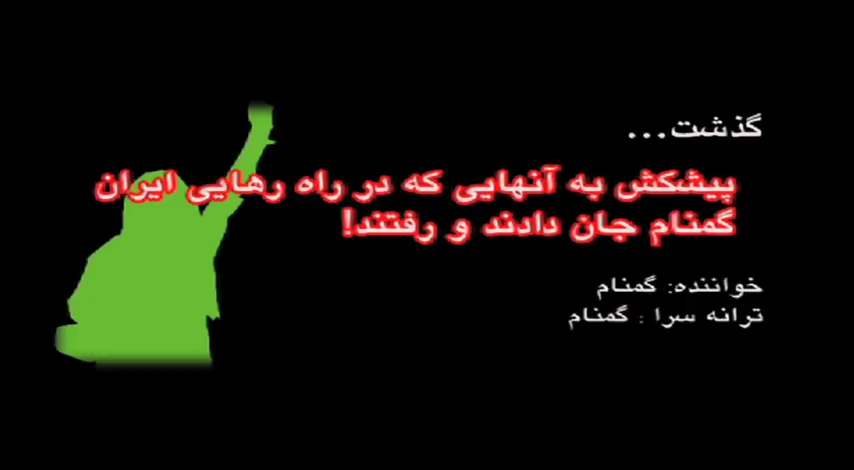 گذشت...
پیشکش به آنهایی که در راه رهایی ایران
گمنام جان دادند و رفتند!
خواننده: گمنام
ترانه سرا : گمنام